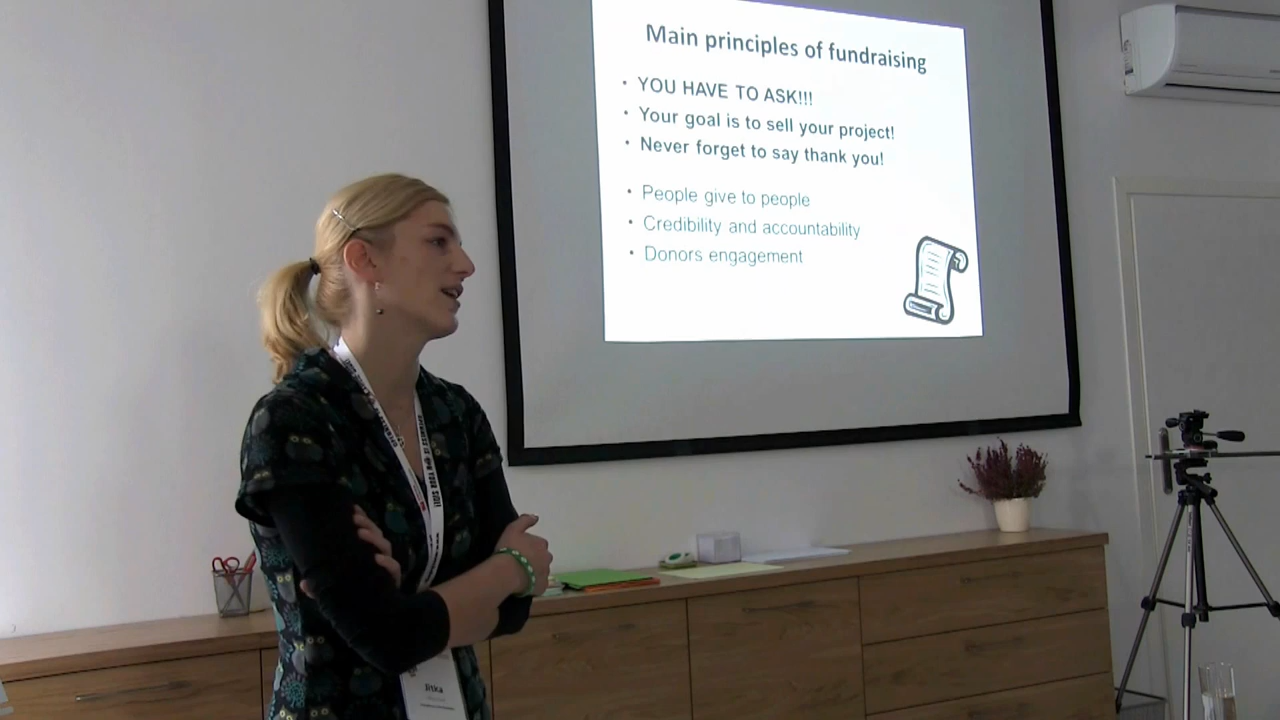 Main principles of fundraising
• YOU HAVE TO ASK!!!
• Your goal is to sell your project!
• Never forget to say thank you!
• People give to people
• Credibility and accountability
• Donors engagement
Jitka